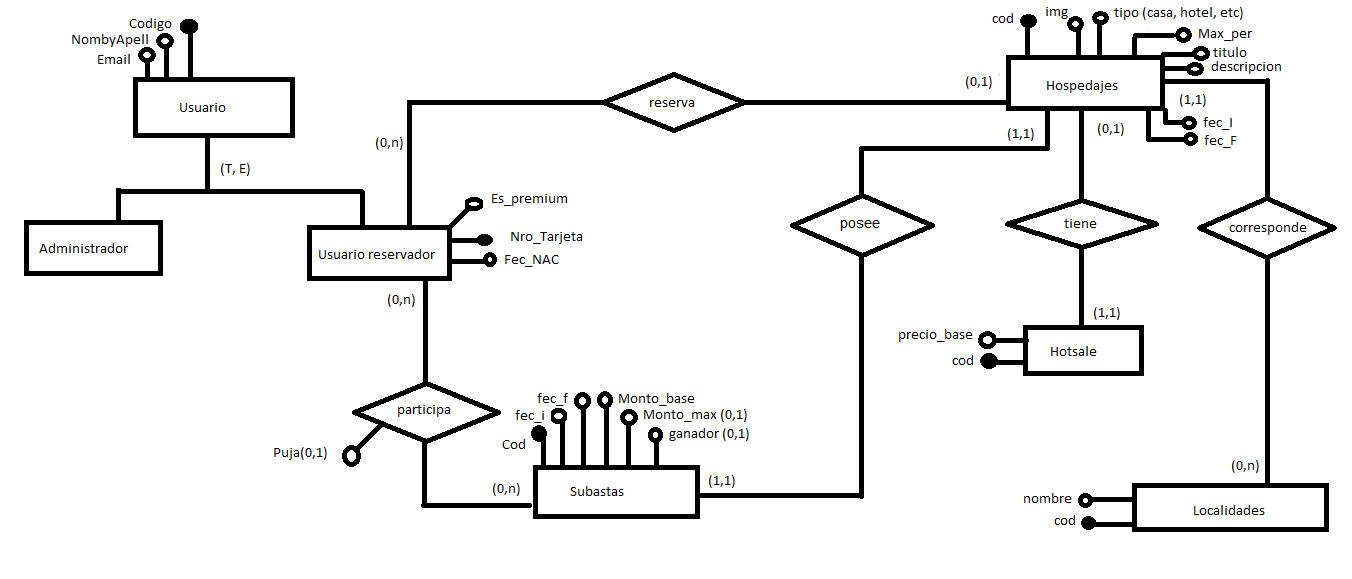 Codigo
NombyApell
Email
Usuario
(T, E)
Administrador
Usuario reservador
Es_premium
Nro_Tarjeta
Fec_NAC
(0,n)
reserva
(0,1)
cod
img
tipo (casa, hotel, etc)
Max_per
titulo
descripcion
Hospedajes
(1,1)
fec_I
fec_F
(1,1)
(0,1)
posee
tiene
corresponde
(0,n)
participa
Puja(0,1)
(0,n)
fec_f
Monto_base
fec_i
Monto_max (0,1)
Cod
ganador (0,1)
Subastas
(1,1)
(1,1)
precio_base
cod
Hotsale
(0,n)
nombre
cod
Localidades